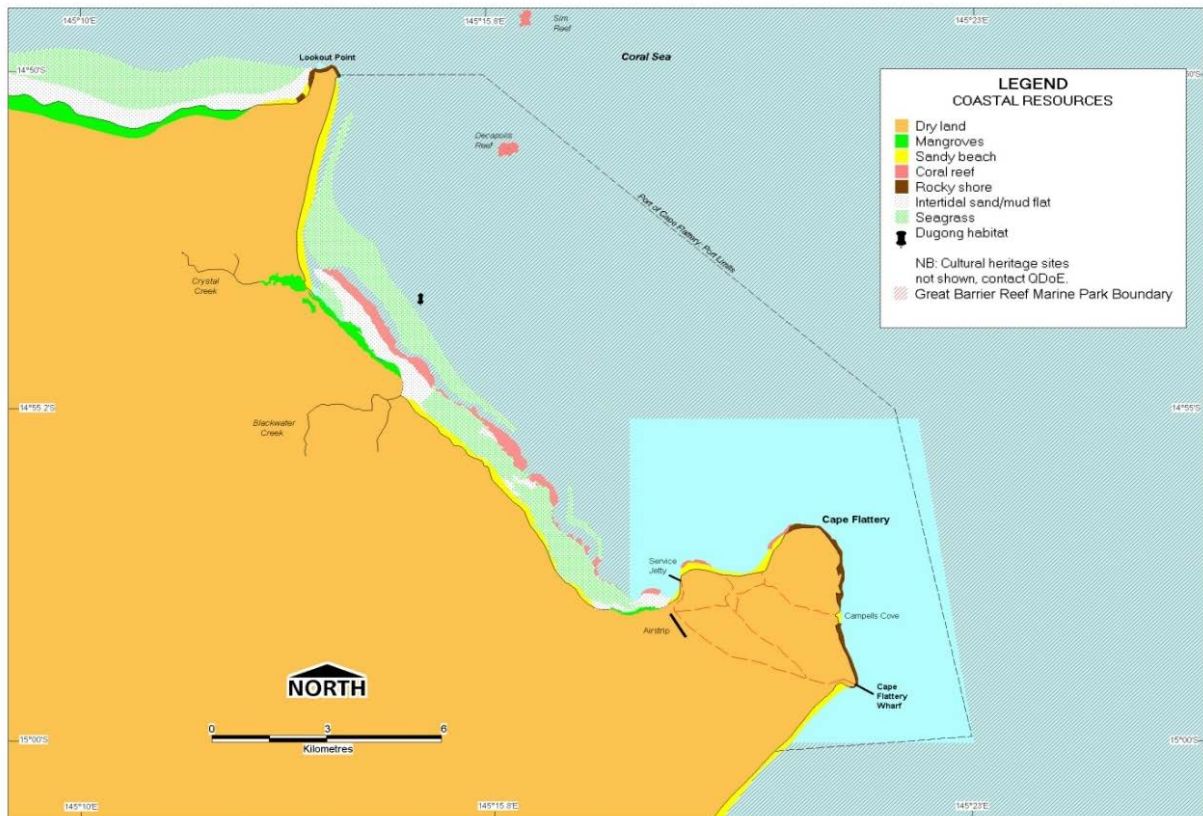 145°10'E
145°15.8'E
145°23'E
Sim
Reef
Lookout Point
Coral Sea
14°50'S
LEGEND
COASTAL RESOURCES
Dry land
Mangroves
Sandy beach
Coral reef
Rocky shore
Intertidal sand/mud flat
Seagrass
Dugong habitat
NB: Cultural heritage sites
not shown, contact QDoE.
Great Barrier Reef Marine Park Boundary
Decapolis
Reef
Port of Cape Flattery: Port Limits
Crystal
Creek
14°55.2'S
14°55'S
Blackwater
Creek
Cape Flattery
Service
Jetty
Campells Cove
Airstrip
NORTH
Cape
Flattery
Wharf
0 3 6
Kilometres
15°00'S
15°00'S
145°10'E
145°15.8'E
145°23'E